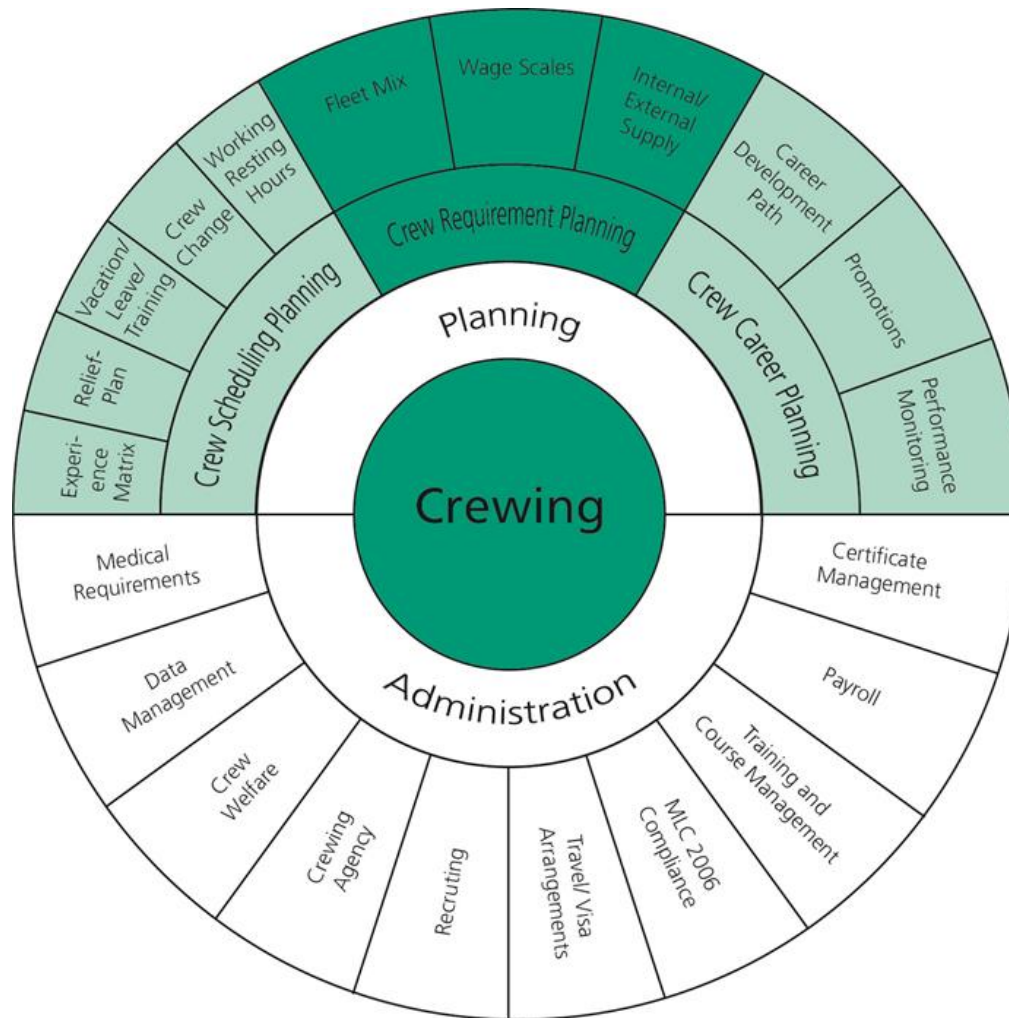 Fleet Mix
Wage Scales
Internal/
External
Supply
Working
Resting
Hours
Crew
Change
Vacation/
Leave/
Training
Relief-
Plan
Experi-
ence
Matrix
Career
Development
Path
Promotions
Performance
Monitoring
Crew Scheduling Planning
Crew Requirement Planning
Crew Career Planning
Planning
Crewing
Administration
Medical
Requirements
Data
Management
Crew
Welfare
Crewing
Agency
Recruting
Travel/ Visa
Arrangements
MLC 2006
Compliance
Training and
Course Management
Payroll
Certificate
Management